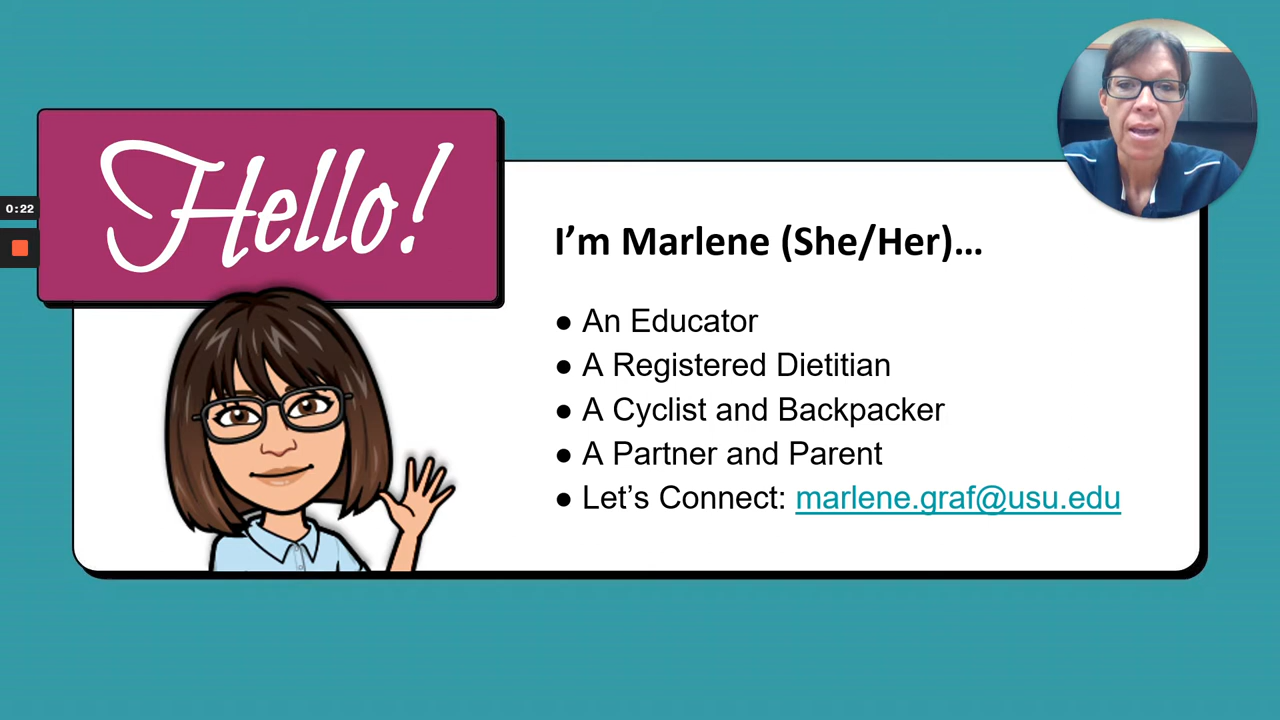 Hello!
0:22
I’m Marlene (She/Her)…
● An Educator
● A Registered Dietitian
● A Cyclist and Backpacker
● A Partner and Parent
● Let’s Connect: marlene.graf@usu.edu